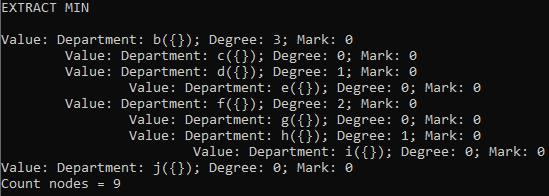 EXTRACT MIN
Value: Department: b({}); Degree: 3; Mark: 0
Value: Department: c({}); Degree: 0; Mark: 0
Value: Department: d({}); Degree: 1; Mark: 0
Value: Department: e({}); Degree: 0; Mark: 0
Value: Department: f({}); Degree: 2; Mark: 0
Value: Department: g({}); Degree: 0; Mark: 0
Value: Department: h({}); Degree: 1; Mark: 0
Value: Department: i({}); Degree: 0; Mark: 0
Value: Department: j({}); Degree: 0; Mark: 0
Count nodes = 9